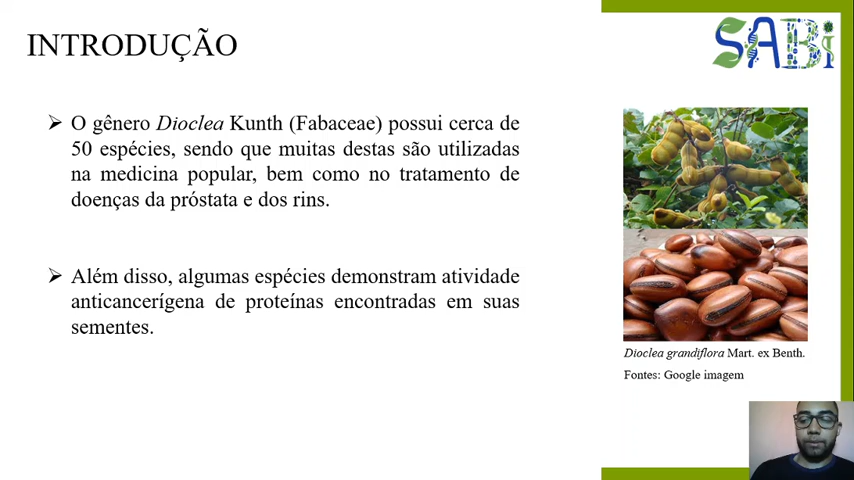 INTRODUÇÃO
SABi
➢ O gênero Dioclea Kunth (Fabaceae) possui cerca de
50 espécies, sendo que muitas destas são utilizadas
na medicina popular, bem como no tratamento de
doenças da próstata e dos rins.
➢ Além disso, algumas espécies demonstram atividade
anticancerígena de proteínas encontradas em suas
sementes.
Dioclea grandiflora Mart. ex Benth.
Fontes: Google imagem